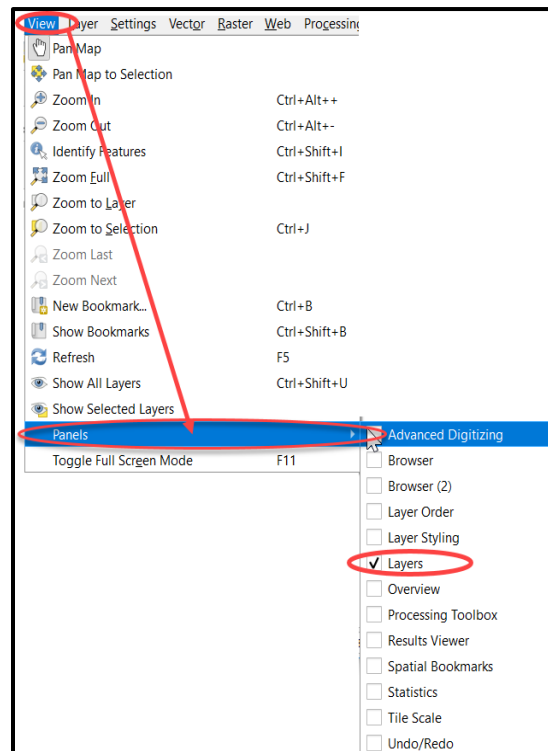 View Layer Settings Vector Raster Web Processing
Pan Map
Pan Map to Selection
Zoom In Ctrl+Alt++
Zoom Out Ctrl+Alt+-
Identify Features Ctrl+Shift+I
Zoom Full Ctrl+Shift+F
Zoom to Layer
Zoom to Selection Ctrl+J
Zoom Last
Zoom Next
New Bookmark... Ctrl+B
Show Bookmarks Ctrl+Shift+B
Refresh F5
Show All Layers Ctrl+Shift+U
Show Selected Layers
Panels
Toggle Full Screen Mode F11
Advanced Digitizing
Browser
Browser (2)
Layer Order
Layer Styling
Layers
Overview
Processing Toolbox
Results Viewer
Spatial Bookmarks
Statistics
Tile Scale
Undo/Redo